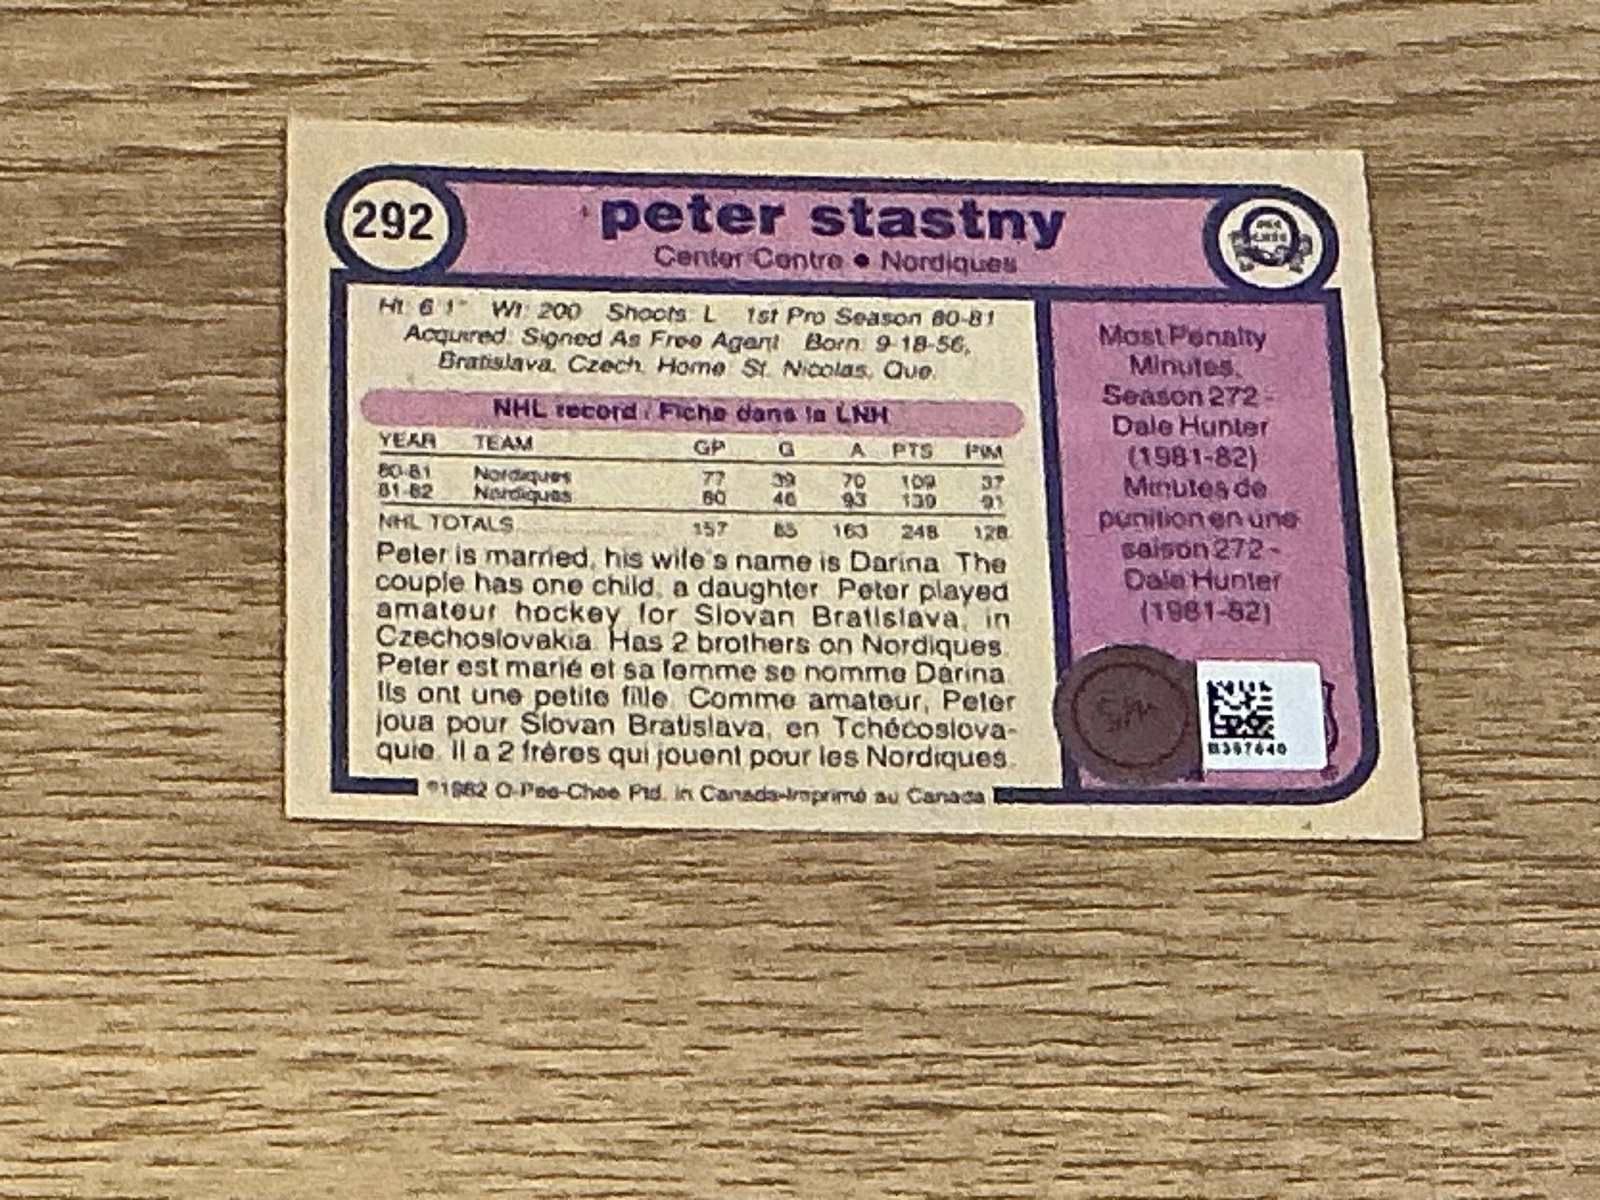 292
peter stastny
Center Centre • Nordiques
Ht: 6'1" Wt: 200 Shoots: L 1st Pro Season 80-81
Acquired: Signed As Free Agent Born: 9-18-56,
Bratislava, Czech. Home: St. Nicolas, Que.
NHL record / Fiche dans la LNH
YEAR TEAM GP G A PTS PIM
80-81 Nordiques 77 39 70 109 37
81-82 Nordiques 80 46 93 139 91
NHL TOTALS 157 85 163 248 128
Peter is married, his wife's name is Darina. The
couple has one child, a daughter. Peter played
amateur hockey for Slovan Bratislava, in
Czechoslovakia. Has 2 brothers on Nordiques.
Peter est marié et sa femme se nomme Darina.
Ils ont une petite fille. Comme amateur, Peter
joua pour Slovan Bratislava, en Tchécoslova-
quie. Il a 2 frères qui jouent pour les Nordiques.
©1982 O-Pee-Chee Ptd. in Canada-Imprimé au Canada
Most Penalty
Minutes,
Season 272 -
Dale Hunter
(1981-82)
Minutes de
punition en une
saison 272 -
Dale Hunter
(1981-82)
B397640